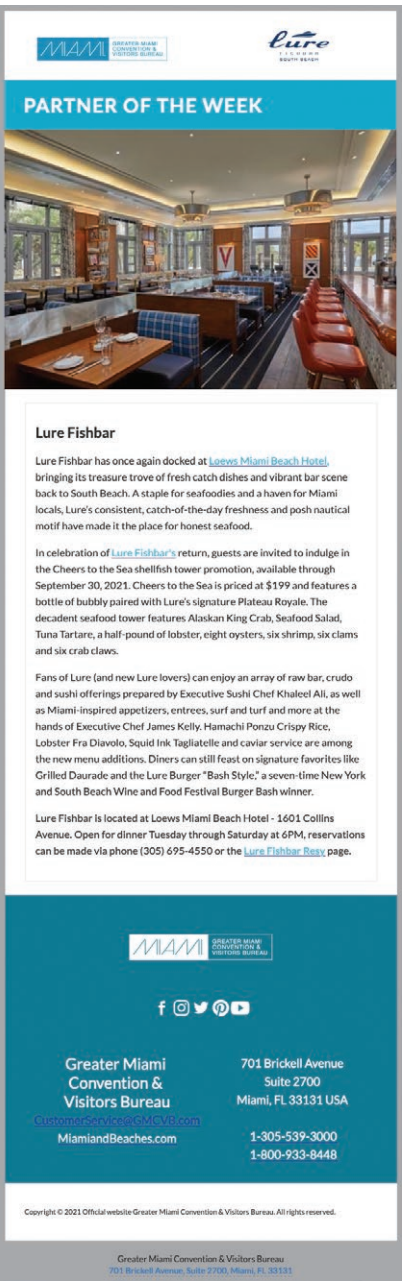 MIAMI
GREATER MIAMI
CONVENTION &
VISITORS BUREAU
lure
FISHBAR
SOUTH BEACH
PARTNER OF THE WEEK
Lure Fishbar
Lure Fishbar has once again docked at Loews Miami Beach Hotel,
bringing its treasure trove of fresh catch dishes and vibrant bar scene
back to South Beach. A staple for seafoodies and a haven for Miami
locals, Lure's consistent, catch-of-the-day freshness and posh nautical
motif have made it the place for honest seafood.
In celebration of Lure Fishbar's return, guests are invited to indulge in
the Cheers to the Sea shellfish tower promotion, available through
September 30, 2021. Cheers to the Sea is priced at $199 and features a
bottle of bubbly paired with Lure's signature Plateau Royale. The
decadent seafood tower features Alaskan King Crab, Seafood Salad,
Tuna Tartare, a half-pound of lobster, eight oysters, six shrimp, six clams
and six crab claws.
Fans of Lure (and new Lure lovers) can enjoy an array of raw bar, crudo
and sushi offerings prepared by Executive Sushi Chef Khaleel Ali, as well
as Miami-inspired appetizers, entrees, surf and turf and more at the
hands of Executive Chef James Kelly. Hamachi Ponzu Crispy Rice,
Lobster Fra Diavolo, Squid Ink Tagliatelle and caviar service are among
the new menu additions. Diners can still feast on signature favorites like
Grilled Daurade and the Lure Burger "Bash Style," a seven-time New York
and South Beach Wine and Food Festival Burger Bash winner.
Lure Fishbar is located at Loews Miami Beach Hotel - 1601 Collins
Avenue. Open for dinner Tuesday through Saturday at 6PM, reservations
can be made via phone (305) 695-4550 or the Lure Fishbar Resy page.
MIAMI
GREATER MIAMI
CONVENTION &
VISITORS BUREAU
Greater Miami
Convention &
Visitors Bureau
CustomerService@GMCVB.com
MiamiandBeaches.com
701 Brickell Avenue
Suite 2700
Miami, FL 33131 USA
1-305-539-3000
1-800-933-8448
Copyright © 2021 Official website Greater Miami Convention & Visitors Bureau. All rights reserved.
Greater Miami Convention & Visitors Bureau
701 Brickell Avenue, Suite 2700, Miami, FL 33131